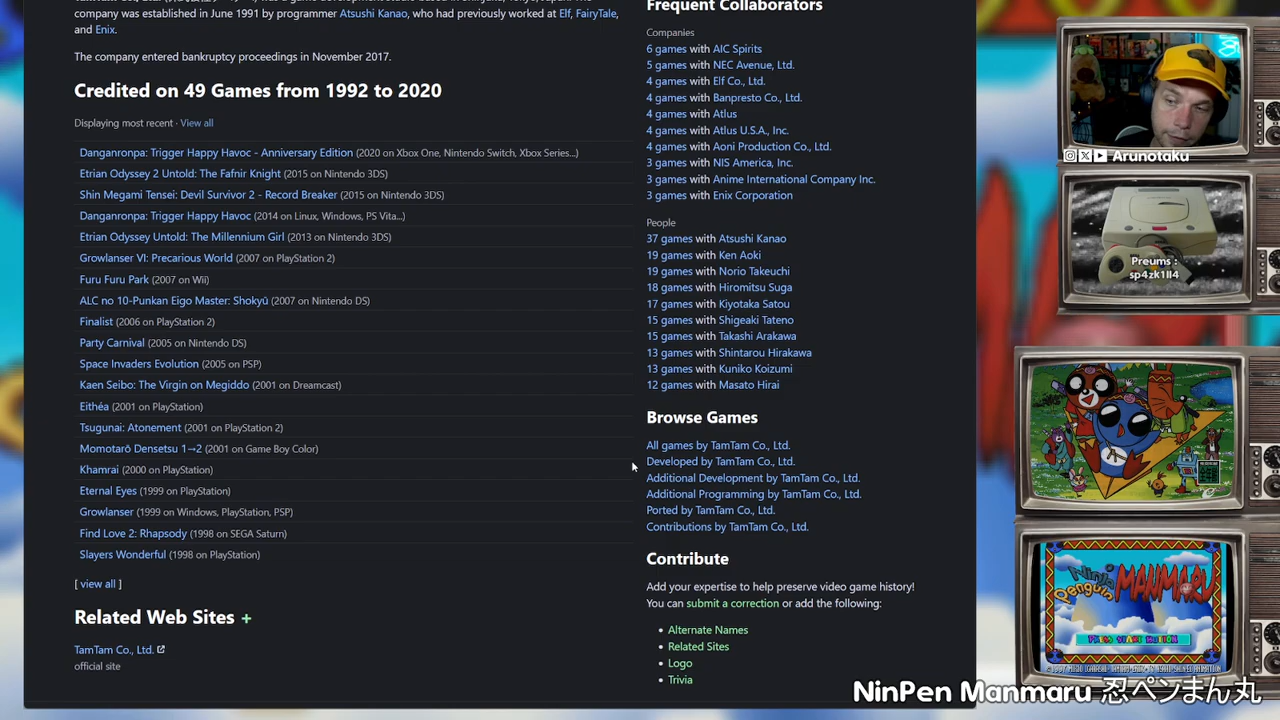 company was established in June 1991 by programmer Atsushi Kanao, who had previously worked at Elf, FairyTale,
and Enix.
The company entered bankruptcy proceedings in November 2017.
Credited on 49 Games from 1992 to 2020
Displaying most recent · View all
Danganronpa: Trigger Happy Havoc - Anniversary Edition (2020 on Xbox One, Nintendo Switch, Xbox Series...)
Etrian Odyssey 2 Untold: The Fafnir Knight (2015 on Nintendo 3DS)
Shin Megami Tensei: Devil Survivor 2 - Record Breaker (2015 on Nintendo 3DS)
Danganronpa: Trigger Happy Havoc (2014 on Linux, Windows, PS Vita...)
Etrian Odyssey Untold: The Millennium Girl (2013 on Nintendo 3DS)
Growlanser VI: Precarious World (2007 on PlayStation 2)
Furu Furu Park (2007 on Wii)
ALC no 10-Punkan Eigo Master: Shokyū (2007 on Nintendo DS)
Finalist (2006 on PlayStation 2)
Party Carnival (2005 on Nintendo DS)
Space Invaders Evolution (2005 on PSP)
Kaen Seibo: The Virgin on Megiddo (2001 on Dreamcast)
Eithéa (2001 on PlayStation)
Tsugunai: Atonement (2001 on PlayStation 2)
Momotarō Densetsu 1→2 (2001 on Game Boy Color)
Khamrai (2000 on PlayStation)
Eternal Eyes (1999 on PlayStation)
Growlanser (1999 on Windows, PlayStation, PSP)
Find Love 2: Rhapsody (1998 on SEGA Saturn)
Slayers Wonderful (1998 on PlayStation)
[ view all ]
Related Web Sites +
TamTam Co., Ltd.
official site
Frequent Collaborators
Companies
6 games with AIC Spirits
5 games with NEC Avenue, Ltd.
4 games with Elf Co., Ltd.
4 games with Banpresto Co., Ltd.
4 games with Atlus
4 games with Atlus U.S.A., Inc.
4 games with Aoni Production Co., Ltd.
3 games with NIS America, Inc.
3 games with Anime International Company Inc.
3 games with Enix Corporation
People
37 games with Atsushi Kanao
19 games with Ken Aoki
19 games with Norio Takeuchi
18 games with Hiromitsu Suga
17 games with Kiyotaka Satou
15 games with Shigeaki Tateno
15 games with Takashi Arakawa
13 games with Shintarou Hirakawa
13 games with Kuniko Koizumi
12 games with Masato Hirai
Browse Games
All games by TamTam Co., Ltd.
Developed by TamTam Co., Ltd.
Additional Development by TamTam Co., Ltd.
Additional Programming by TamTam Co., Ltd.
Ported by TamTam Co., Ltd.
Contributions by TamTam Co., Ltd.
Contribute
Add your expertise to help preserve video game history!
You can submit a correction or add the following:
• Alternate Names
• Related Sites
• Logo
• Trivia
Arunotaku
Preums :
sp4zk1ll4
Ninja
Penguin
MANMARU
PRESS START BUTTON
NinPen Manmaru 忍ペンまん丸